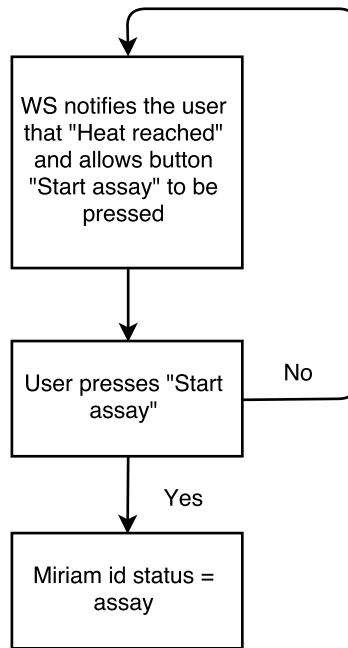 WS notifies the user
that "Heat reached"
and allows button
"Start assay" to be
pressed
User presses "Start
assay"
No
Yes
Miriam id status =
assay